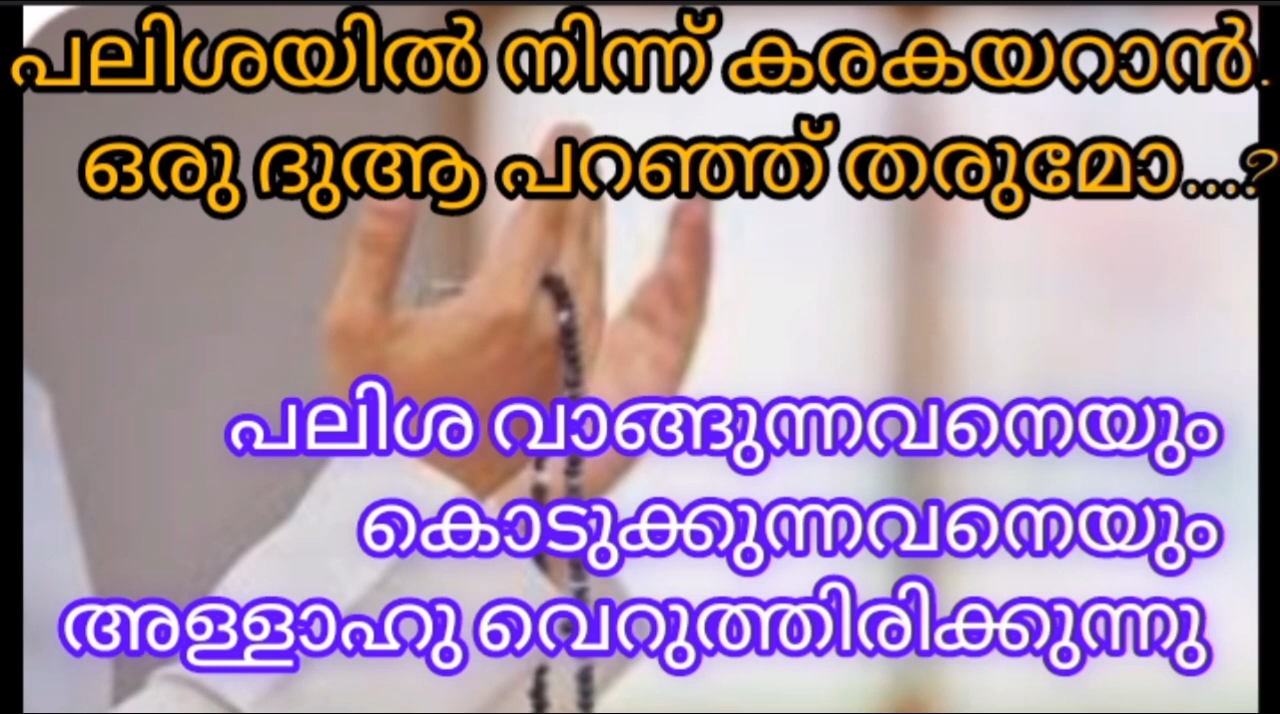 പലിശയിൽ നിന്ന് കരകയറാൻ.
ഒരു ദുആ പറഞ്ഞ് തരുമോ....?
പലിശ വാങ്ങുന്നവനെയും
കൊടുക്കുന്നവനെയും
അള്ളാഹു വെറുത്തിരിക്കുന്നു